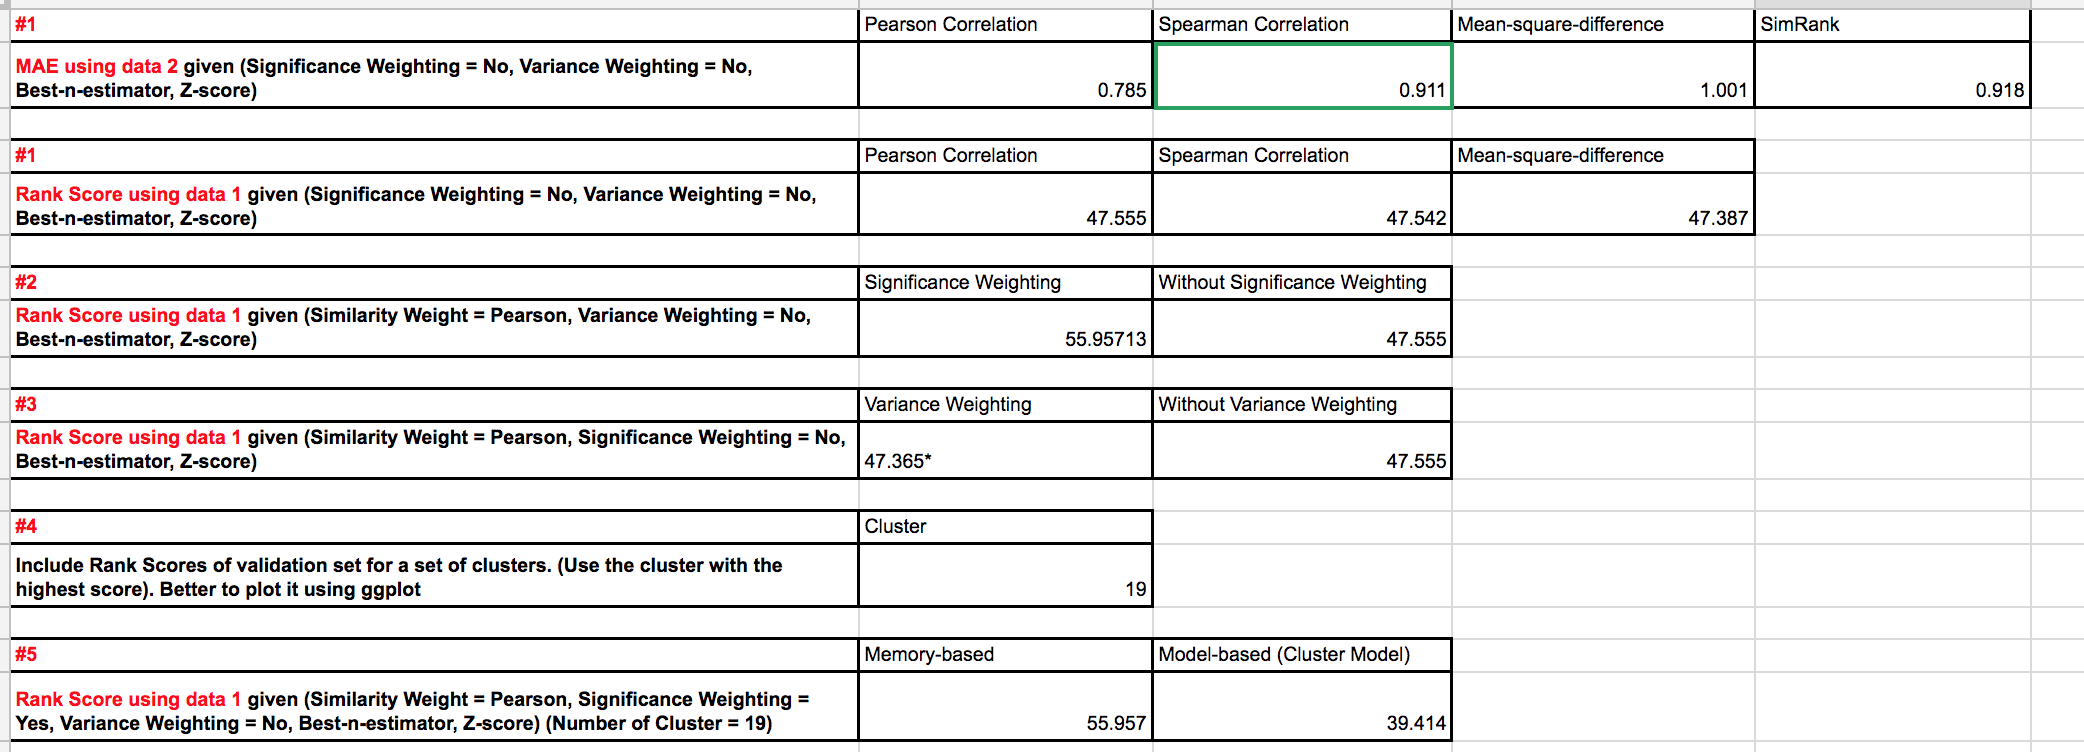 #1 Pearson Correlation Spearman Correlation Mean-square-difference SimRank
MAE using data 2 given (Significance Weighting = No, Variance Weighting = No,
Best-n-estimator, Z-score) 0.785 0.911 1.001 0.918
#1 Pearson Correlation Spearman Correlation Mean-square-difference
Rank Score using data 1 given (Significance Weighting = No, Variance Weighting = No,
Best-n-estimator, Z-score) 47.555 47.542 47.387
#2 Significance Weighting Without Significance Weighting
Rank Score using data 1 given (Similarity Weight = Pearson, Variance Weighting = No,
Best-n-estimator, Z-score) 55.95713 47.555
#3 Variance Weighting Without Variance Weighting
Rank Score using data 1 given (Similarity Weight = Pearson, Significance Weighting = No,
Best-n-estimator, Z-score) 47.365* 47.555
#4 Cluster
Include Rank Scores of validation set for a set of clusters. (Use the cluster with the
highest score). Better to plot it using ggplot 19
#5 Memory-based Model-based (Cluster Model)
Rank Score using data 1 given (Similarity Weight = Pearson, Significance Weighting =
Yes, Variance Weighting = No, Best-n-estimator, Z-score) (Number of Cluster = 19) 55.957 39.414